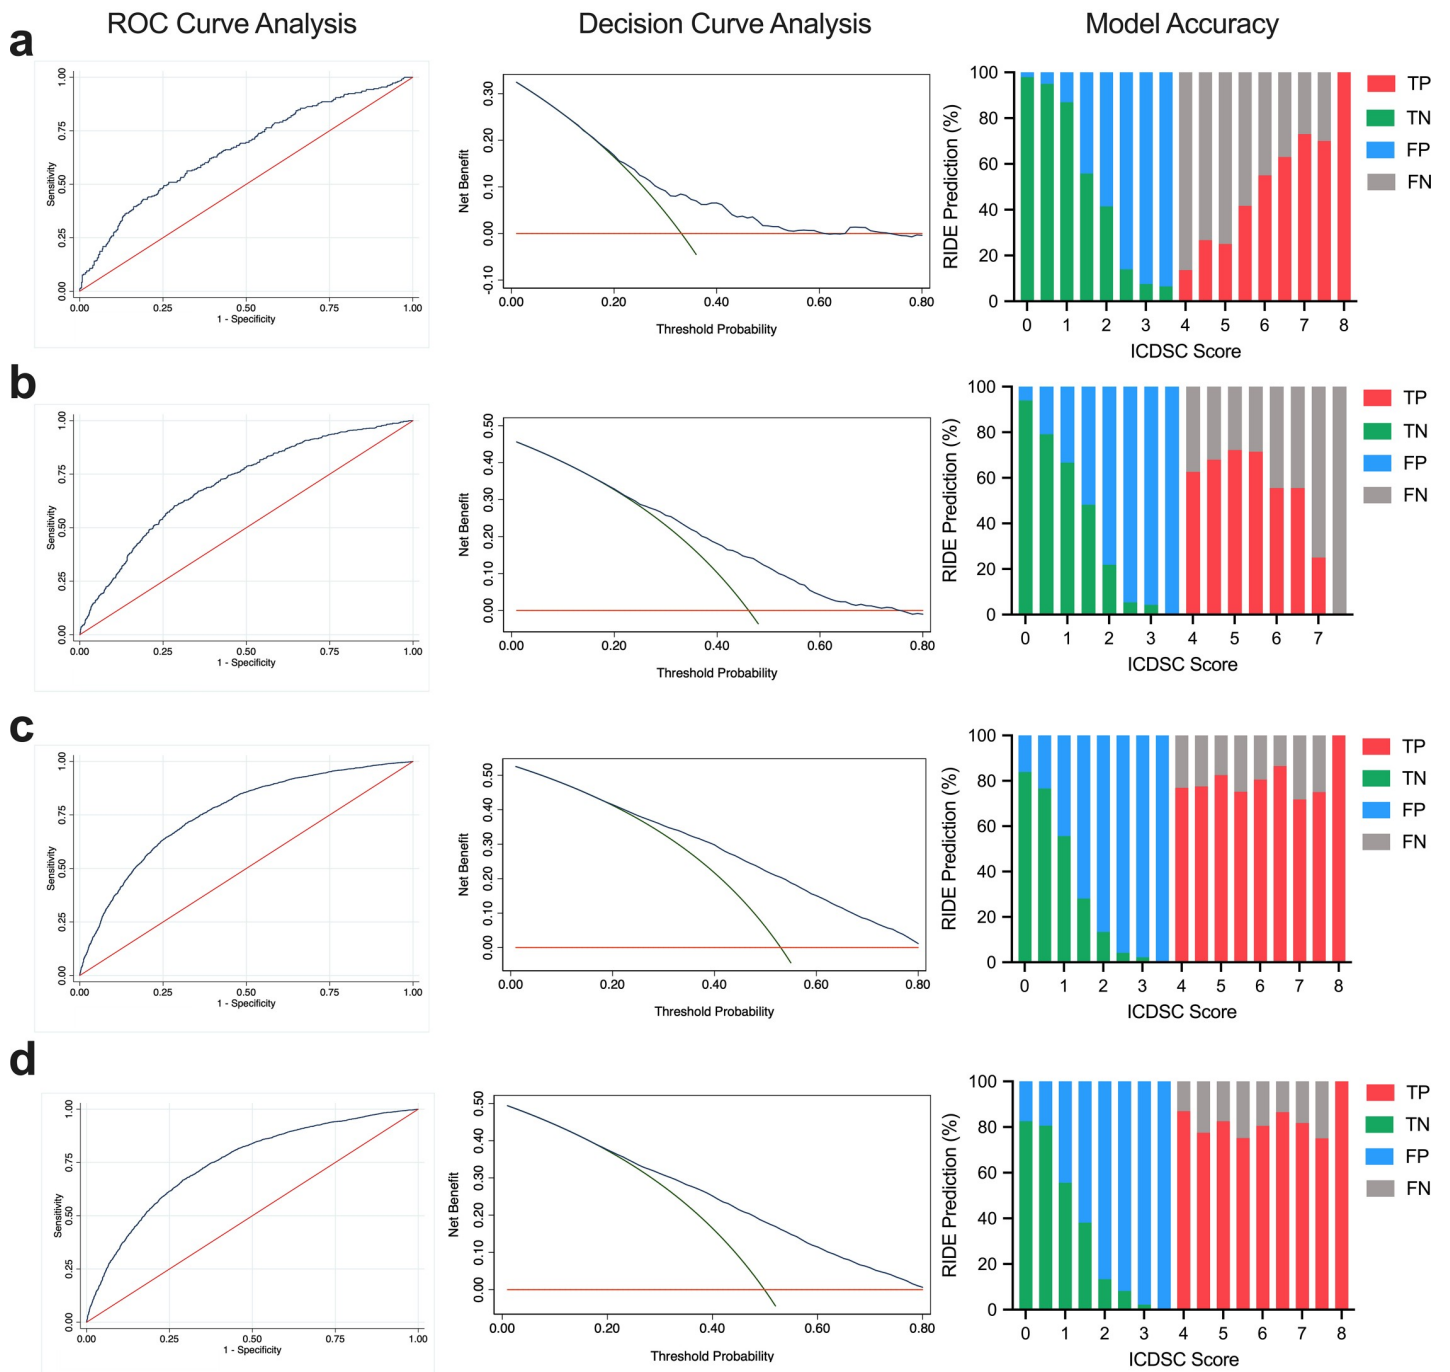 ROC Curve Analysis
Decision Curve Analysis
Model Accuracy
a
1.00
0.75
0.50
0.25
0.00
Sensitivity
0.00 0.25 0.50 0.75 1.00
1 - Specificity
0.30
0.20
0.10
0.00
-0.10
Net Benefit
0.00 0.20 0.40 0.60 0.80
Threshold Probability
100
80
60
40
20
0
RIDE Prediction (%)
0 1 2 3 4 5 6 7 8
ICDSC Score
TP
TN
FP
FN
b
1.00
0.75
0.50
0.25
0.00
Sensitivity
0.00 0.25 0.50 0.75 1.00
1 - Specificity
0.50
0.40
0.30
0.20
0.10
0.00
Net Benefit
0.00 0.20 0.40 0.60 0.80
Threshold Probability
100
80
60
40
20
0
RIDE Prediction (%)
0 1 2 3 4 5 6 7
ICDSC Score
TP
TN
FP
FN
c
1.00
0.75
0.50
0.25
0.00
Sensitivity
0.00 0.25 0.50 0.75 1.00
1 - Specificity
0.50
0.40
0.30
0.20
0.10
0.00
Net Benefit
0.00 0.20 0.40 0.60 0.80
Threshold Probability
100
80
60
40
20
0
RIDE Prediction (%)
0 1 2 3 4 5 6 7 8
ICDSC Score
TP
TN
FP
FN
d
1.00
0.75
0.50
0.25
0.00
Sensitivity
0.00 0.25 0.50 0.75 1.00
1 - Specificity
0.50
0.40
0.30
0.20
0.10
0.00
Net Benefit
0.00 0.20 0.40 0.60 0.80
Threshold Probability
100
80
60
40
20
0
RIDE Prediction (%)
0 1 2 3 4 5 6 7 8
ICDSC Score
TP
TN
FP
FN